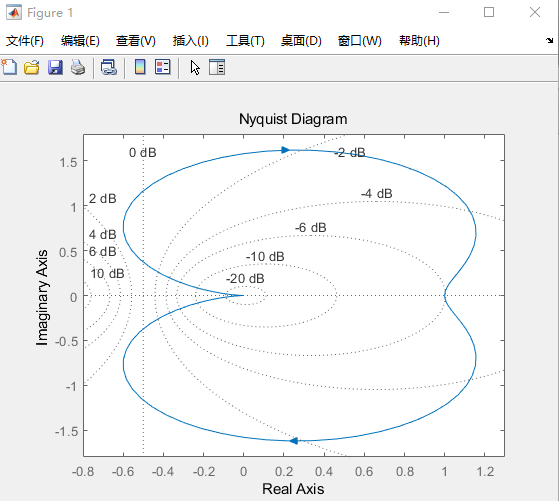 Figure 1
文件(F) 编辑(E) 查看(V) 插入(I) 工具(T) 桌面(D) 窗口(W) 帮助(H)
Nyquist Diagram
0 dB
-2 dB
2 dB
-4 dB
4 dB
-6 dB
6 dB
-10 dB
10 dB
-20 dB
1.5
1
0.5
0
-0.5
-1
-1.5
Imaginary Axis
-0.8 -0.6 -0.4 -0.2 0 0.2 0.4 0.6 0.8 1 1.2
Real Axis